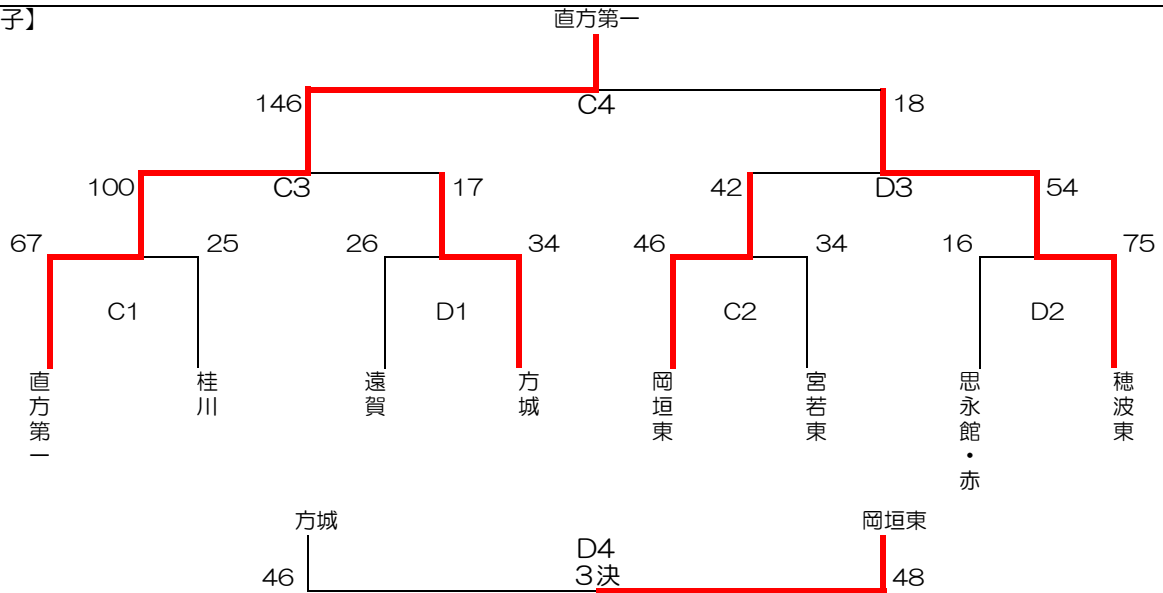 子】
直方第一
146
C4
18
100
C3
17
42
D3
54
67
25
26
34
46
34
16
75
C1
D1
C2
D2
直方第一
桂川
遠賀
方城
岡垣東
宮若東
思永館・赤
穂波東
方城
岡垣東
D4
46
3決
48